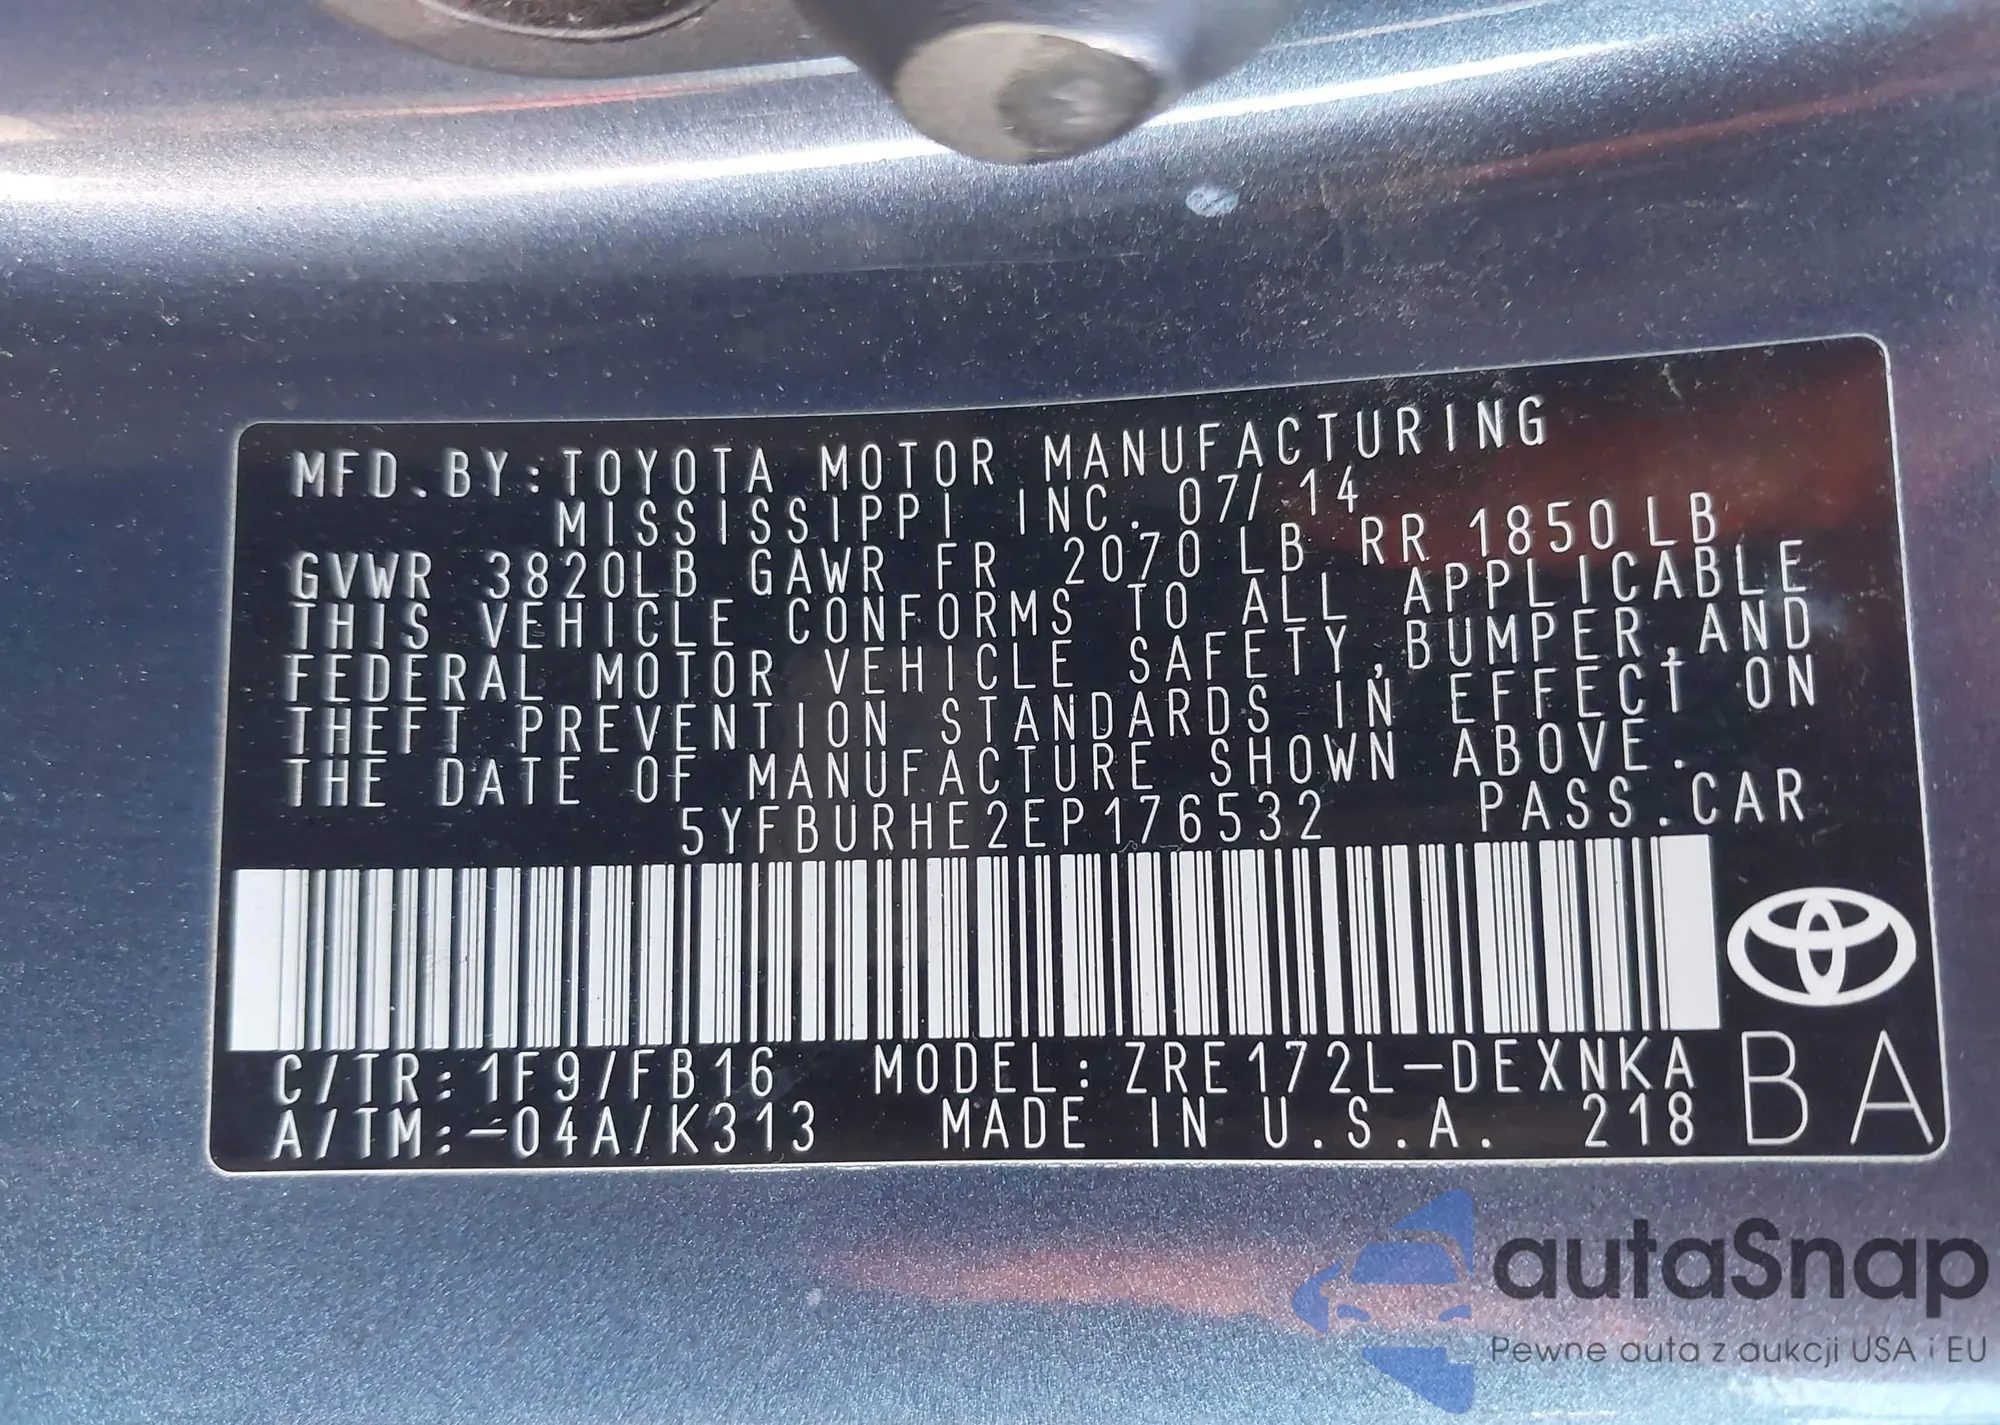 MFD.BY:TOYOTA MOTOR MANUFACTURING
MISSISSIPPI INC. 07/14
GVWR 3820LB GAWR FR 2070LB RR 1850LB
THIS VEHICLE CONFORMS TO ALL APPLICABLE
FEDERAL MOTOR VEHICLE SAFETY,BUMPER,AND
THEFT PREVENTION STANDARDS IN EFFECT ON
THE DATE OF MANUFACTURE SHOWN ABOVE.
5YFBURHE2EP176532 PASS.CAR
C/TR:1F9/FB16 MODEL:ZRE172L-DEXNKA
A/TM:-04A/K313 MADE IN U.S.A. 218
BA
autaSnap
Pewne auta z aukcji USA i EU